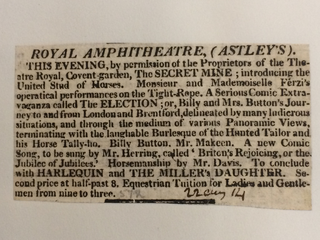 ROYAL AMPHITHEATRE, (ASTLEY'S).
THIS EVENING, by permission of the Proprietors of the The-
atre Royal, Covent-garden, The SECRET MINE; introducing the
United Stud of Horses. Monsieur and Mademoiselle Ferzi's
operatical performances on the Tight-Rope. A Serious Comic Extra-
vaganza called The ELECTION; or, Billy and Mrs. Button's Jour-
ney to and from London and Brentford, delineated by many ludicrous
situations, and through the medium of various Panoramic Views,
terminating with the laughable Burlesque of the Hunted Tailor and
his Horse Tally-ho. Billy Button, Mr. Makeen. A new Comic
Song, to be sung by Mr. Herring, called 'Briton's Rejoicing, or the
Jubilee of Jubilees.' Horsemanship by Mr. Davis. To conclude
with HARLEQUIN and THE MILLER's DAUGHTER. Se-
cond price at half-past 8. Equestrian Tuition for Ladies and Gentle-
men from nine to three. 22 Aug 14